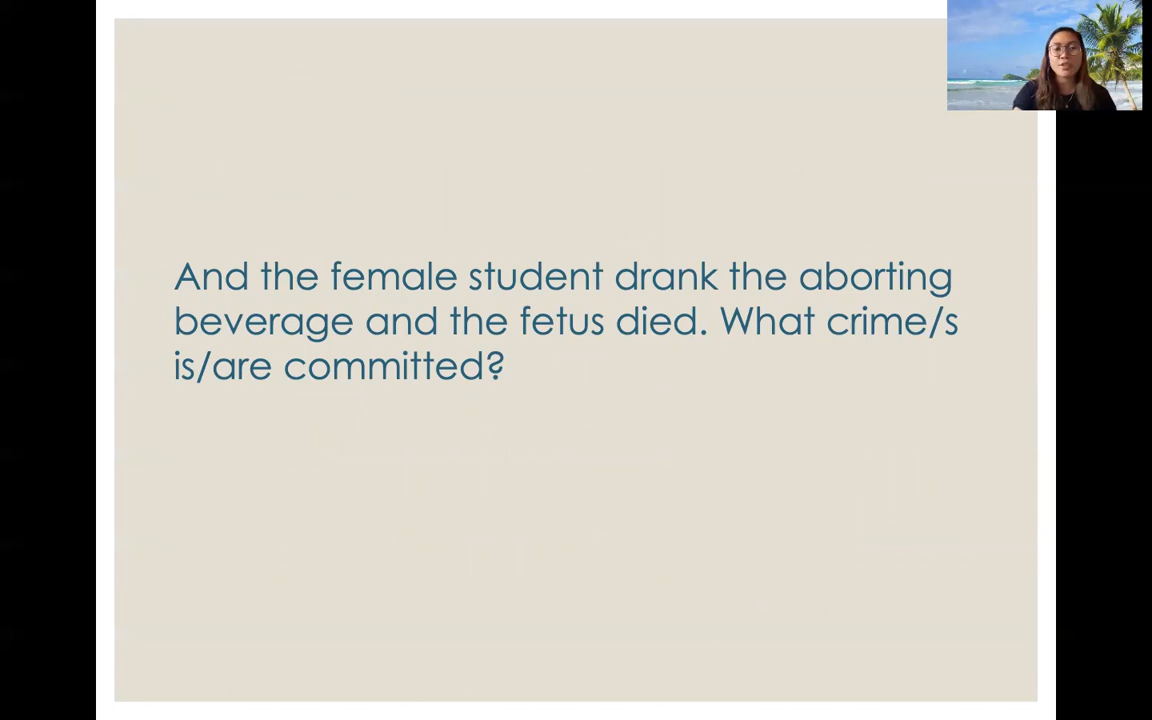 And the female student drank the aborting
beverage and the fetus died. What crime/s
is/are committed?